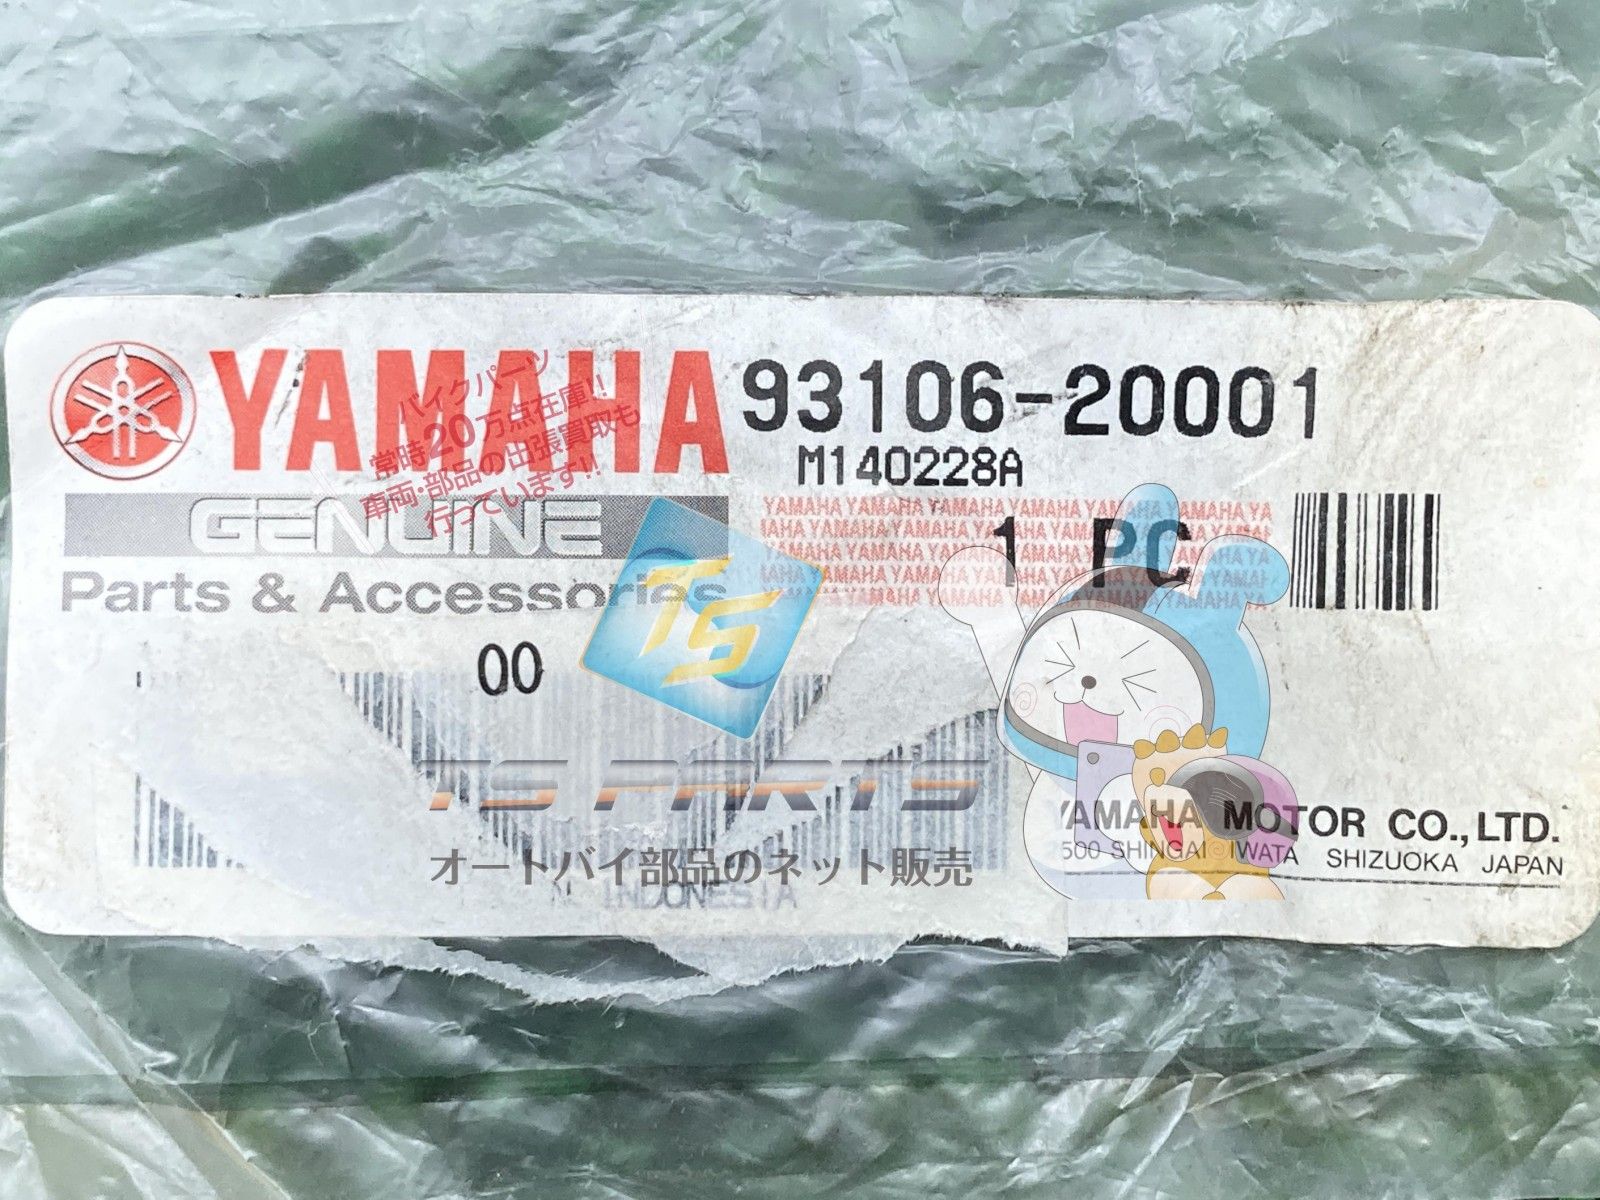 YAMAHA 93106-20001
M140228A
バイクパーツ
常時20万点在庫!!
車両・部品の出張買取も
行っています!!
GENUINE
Parts & Accessories
YAMAHA YAMAHA YAMAHA YAMAHA YAMAHA YAMAHA YA
1 PC
00
TS
TS PARTS
オートバイ部品のネット販売
INDONESIA
YAMAHA MOTOR CO.,LTD.
2500 SHINGAI IWATA SHIZUOKA JAPAN